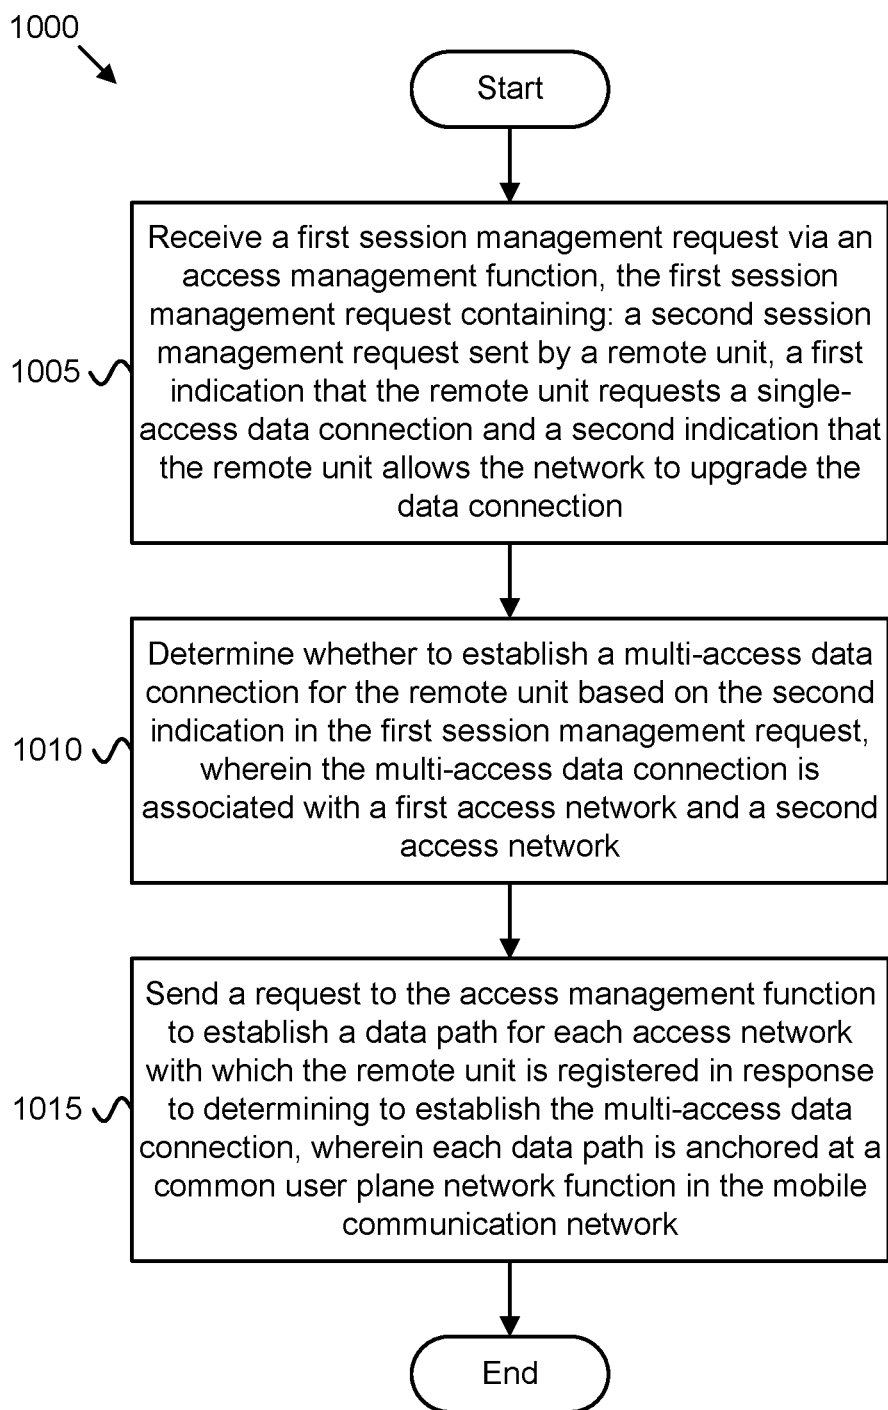 1000
Start
Receive a first session management request via an
access management function, the first session
management request containing: a second session
management request sent by a remote unit, a first
indication that the remote unit requests a single-
access data connection and a second indication that
the remote unit allows the network to upgrade the
data connection
1005
Determine whether to establish a multi-access data
connection for the remote unit based on the second
indication in the first session management request,
wherein the multi-access data connection is
associated with a first access network and a second
access network
1010
Send a request to the access management function
to establish a data path for each access network
with which the remote unit is registered in response
to determining to establish the multi-access data
connection, wherein each data path is anchored at a
common user plane network function in the mobile
communication network
1015
End